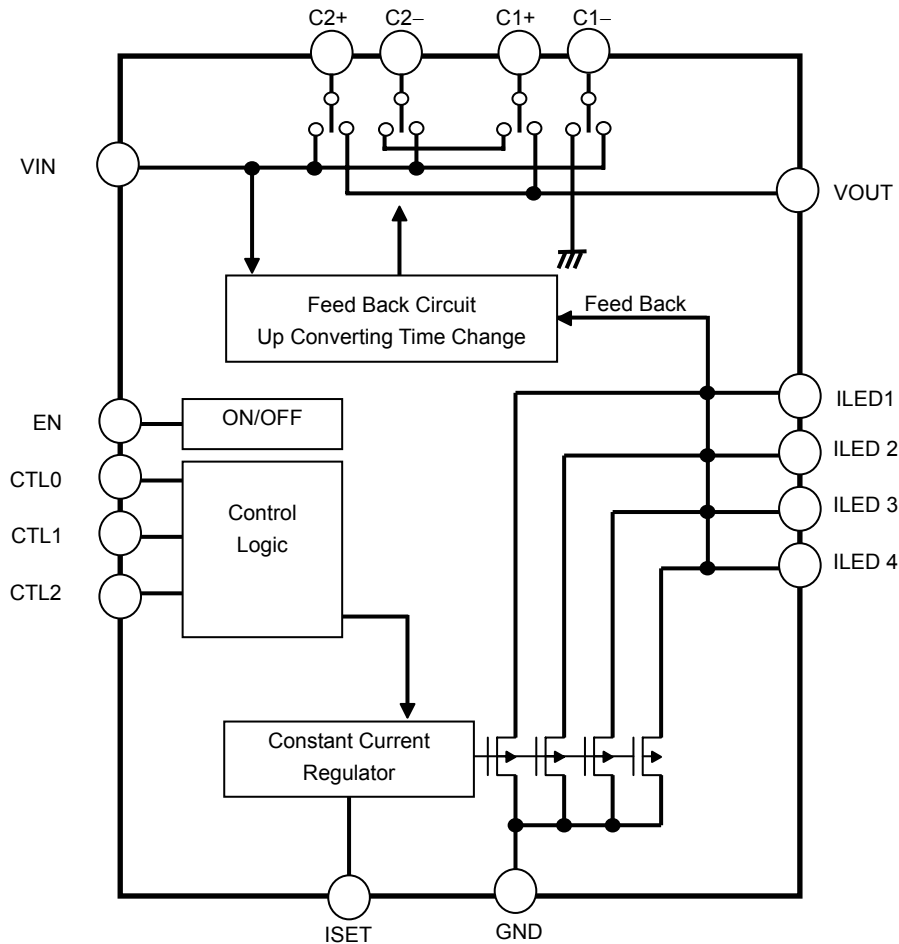 C2+
C2−
C1+
C1−
VIN
VOUT
Feed Back Circuit
Up Converting Time Change
Feed Back
EN
ON/OFF
CTL0
CTL1
CTL2
Control
Logic
ILED1
ILED 2
ILED 3
ILED 4
Constant Current
Regulator
ISET
GND